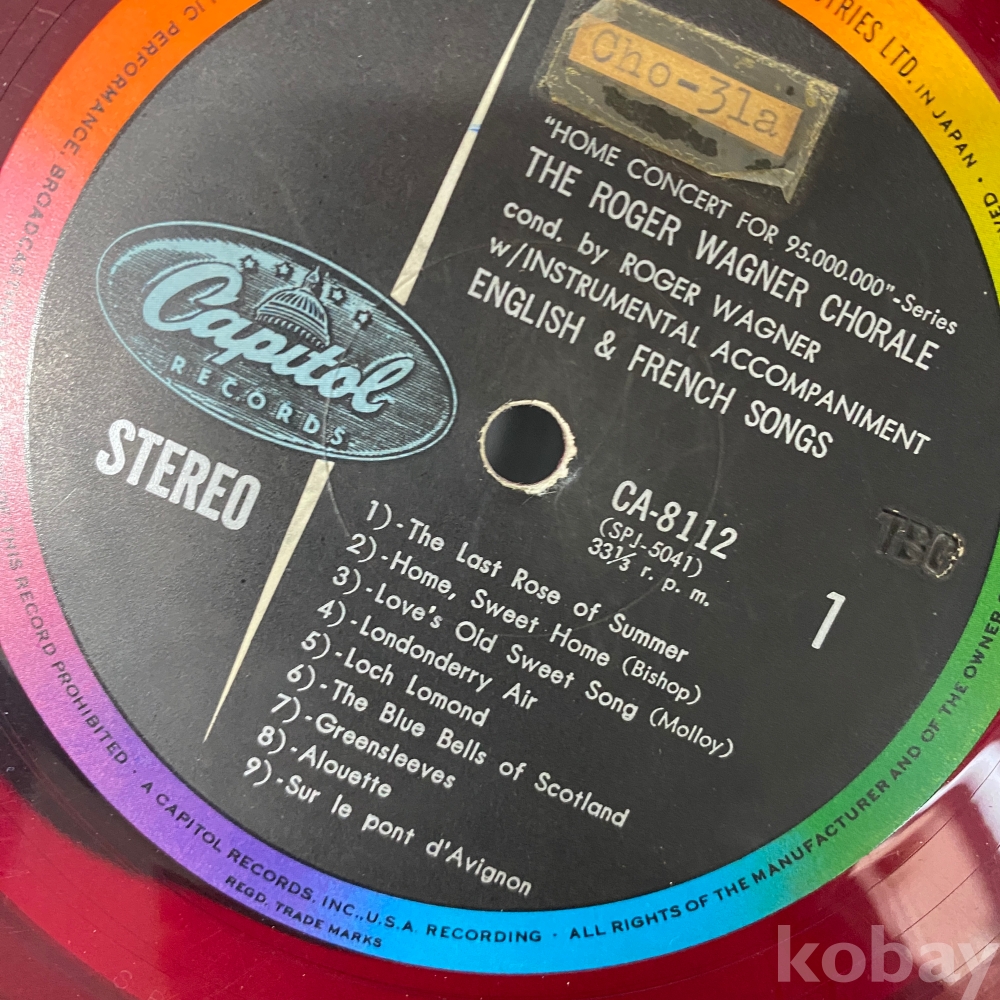 Cho-31a
"HOME CONCERT FOR 95.000.000"-Series
THE ROGER WAGNER CHORALE
cond. by ROGER WAGNER
w/INSTRUMENTAL ACCOMPANIMENT
ENGLISH & FRENCH SONGS
Capitol
RECORDS
STEREO
CA-8112
(SPJ-5041)
33⅓ r. p. m.
1
1)-The Last Rose of Summer
2)-Home, Sweet Home (Bishop)
3)-Love's Old Sweet Song (Molloy)
4)-Londonderry Air
5)-Loch Lomond
6)-The Blue Bells of Scotland
7)-Greensleeves
8)-Alouette
9)-Sur le pont d'Avignon
LTD. IN JAPAN •
ALL RIGHTS OF THE MANUFACTURER AND OF THE OWNER
THIS RECORD PROHIBITED · A CAPITOL RECORDS, INC., U.S.A. RECORDING ·
REGD. TRADE MARKS
PERFORMANCE,
kobay